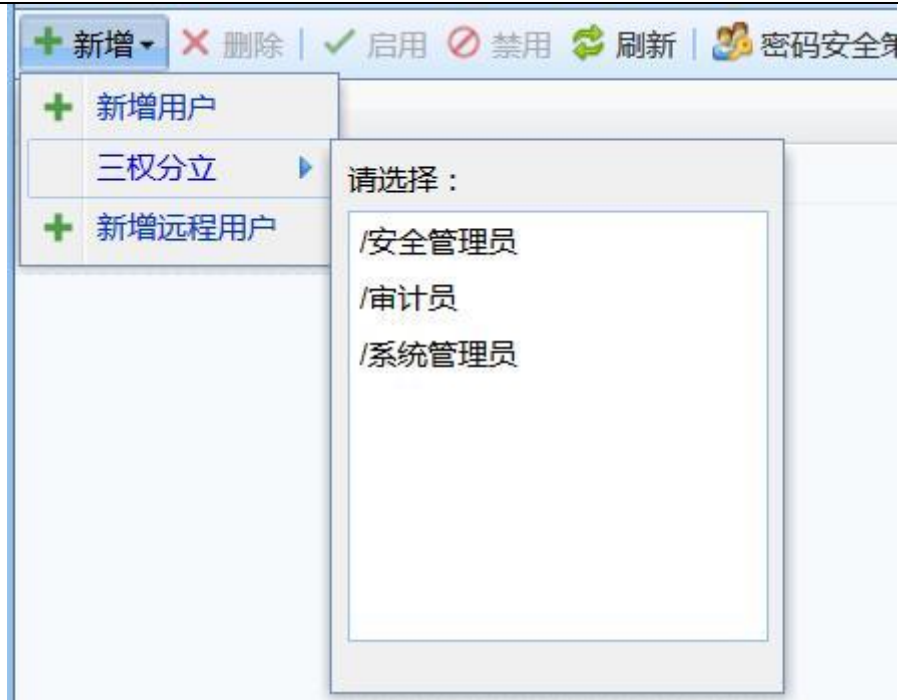 新增 删除 启用 禁用 刷新 密码安全策
新增用户
三权分立
请选择：
新增远程用户
/安全管理员
/审计员
/系统管理员